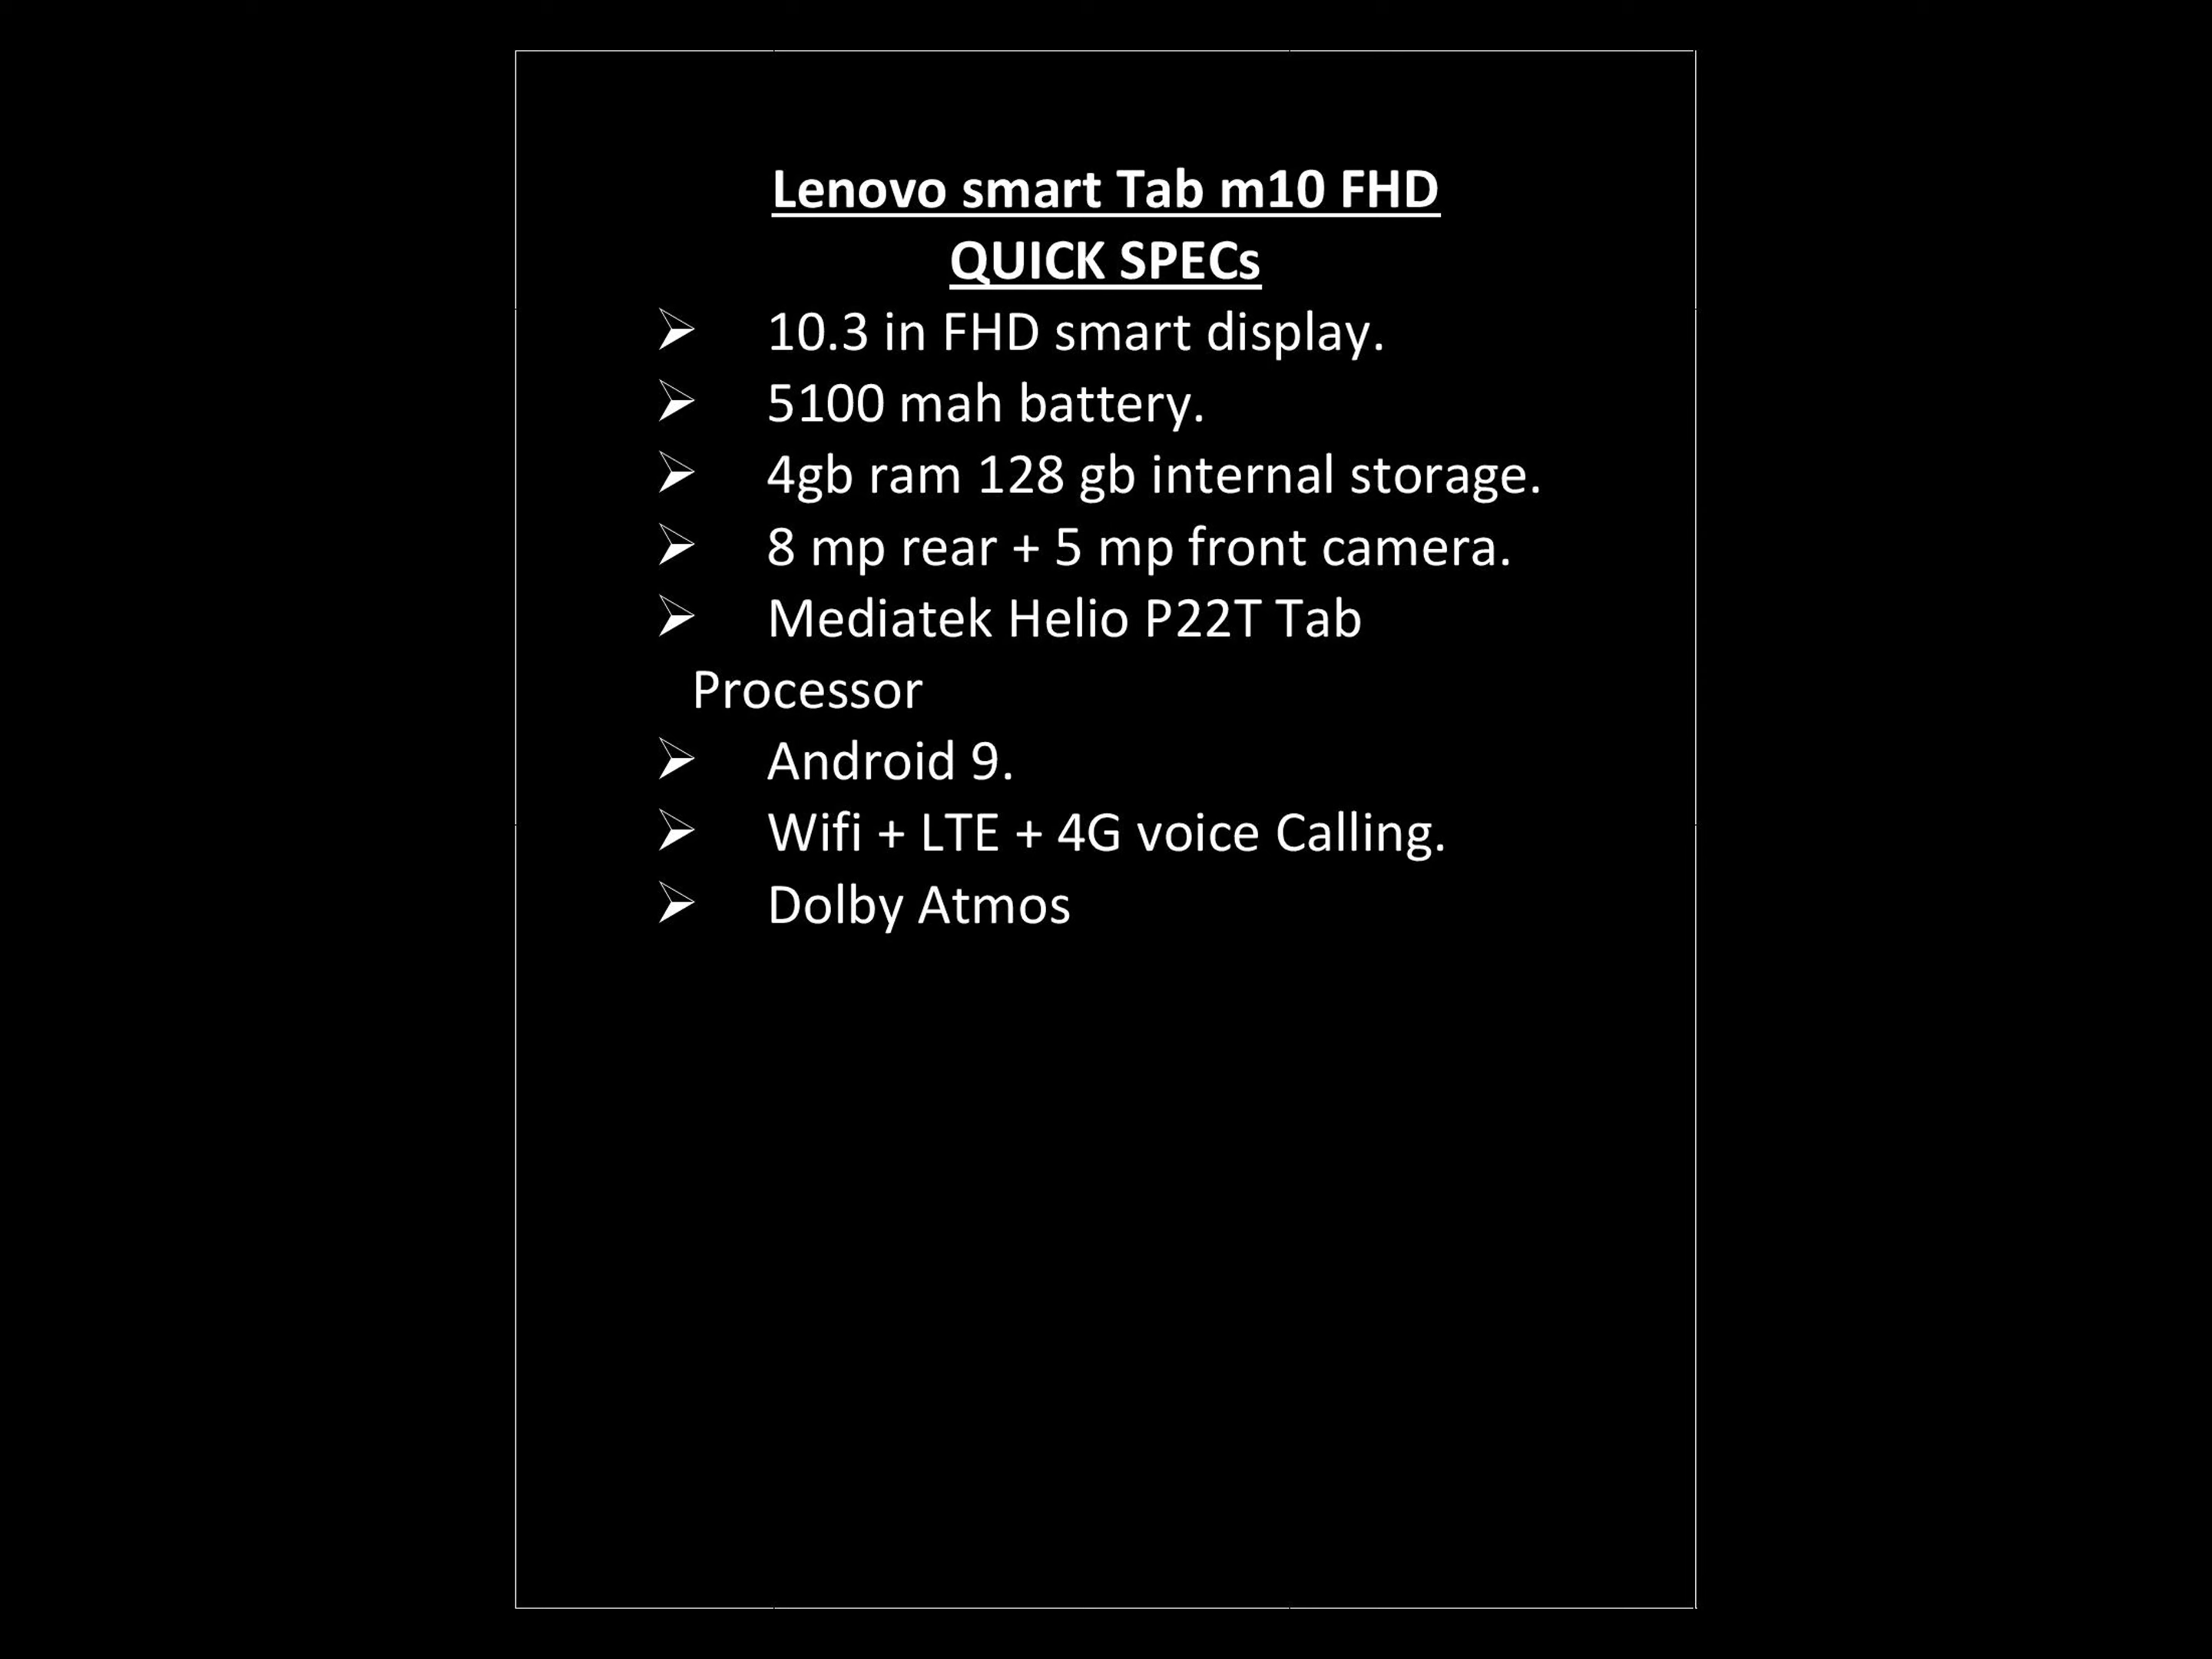 Lenovo smart Tab m10 FHD
QUICK SPECs
➢ 10.3 in FHD smart display.
➢ 5100 mah battery.
➢ 4gb ram 128 gb internal storage.
➢ 8 mp rear + 5 mp front camera.
➢ Mediatek Helio P22T Tab
Processor
➢ Android 9.
➢ Wifi + LTE + 4G voice Calling.
➢ Dolby Atmos